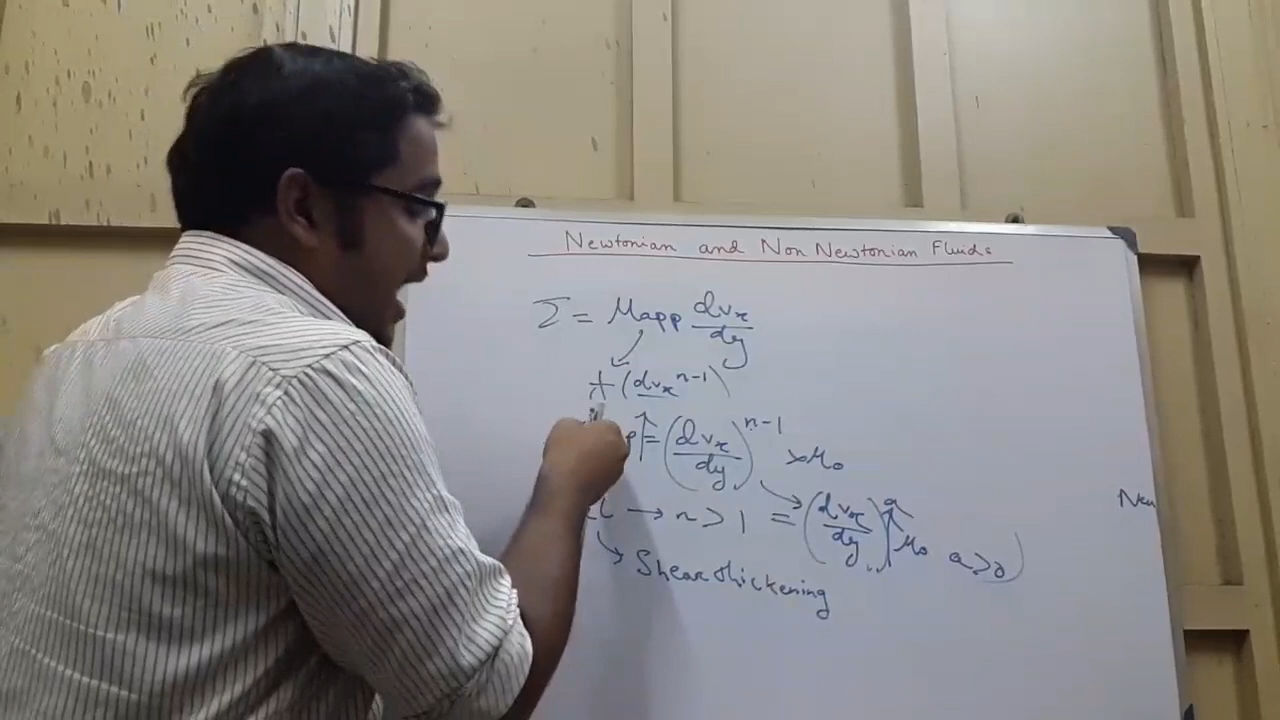 Newtonian and Non Newtonian Fluids
τ = μapp dvx/dy
(dvx n-1)
= (dvx/dy)^n-1 × μ0
→ n > 1 = (dvx/dy)^a μ0 a>0)
Shear thickening
New